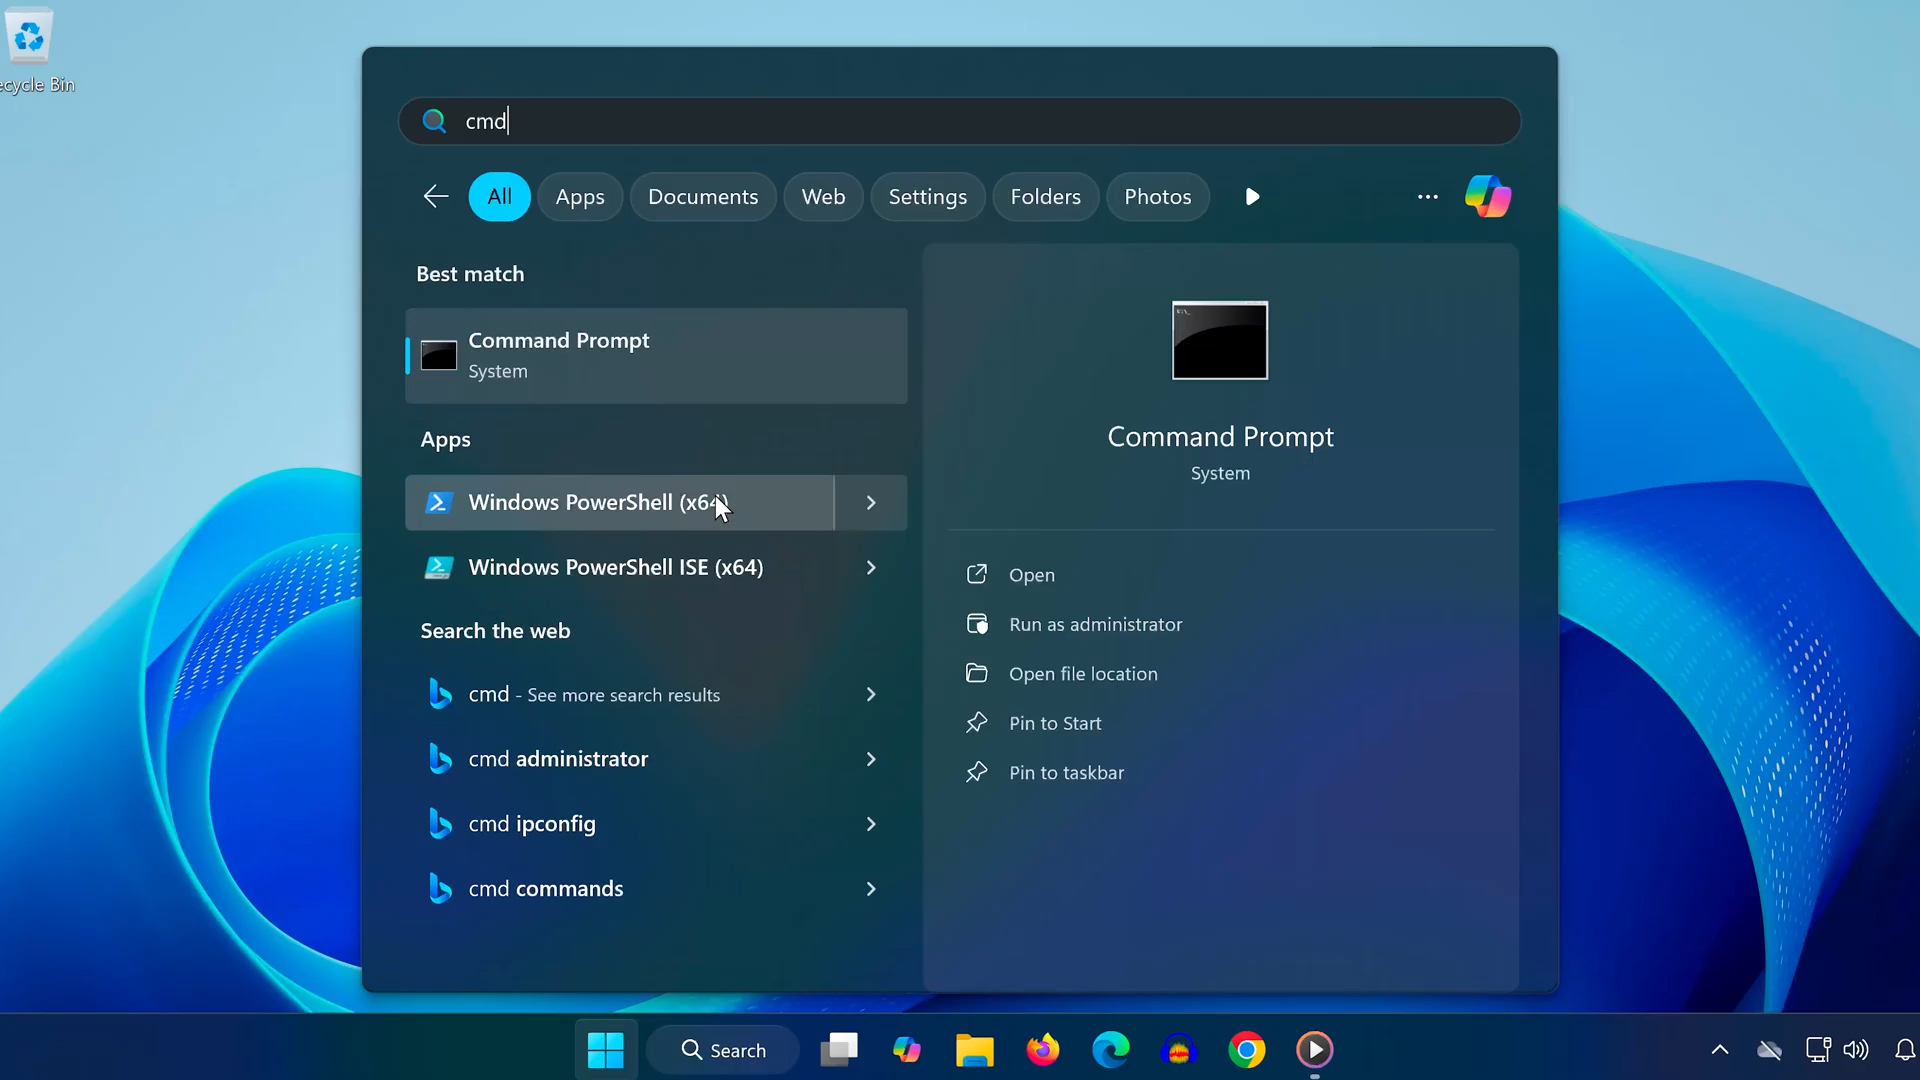 ecycle Bin
cmd
All
Apps
Documents
Web
Settings
Folders
Photos
Best match
Command Prompt
System
Apps
Windows PowerShell (x64)
Windows PowerShell ISE (x64)
Search the web
cmd - See more search results
cmd administrator
cmd ipconfig
cmd commands
Command Prompt
System
Open
Run as administrator
Open file location
Pin to Start
Pin to taskbar
Search